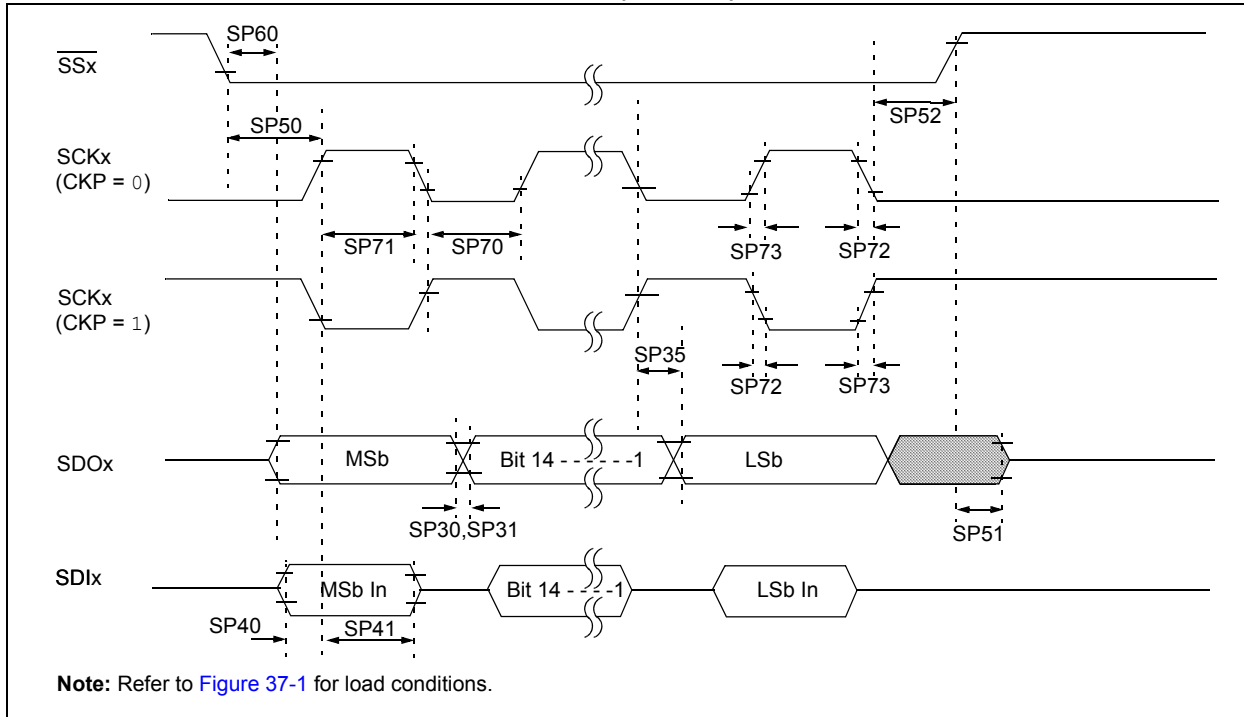 SP60
SSx
SP50
SP52
SCKx
(CKP = 0)
SP71
SP70
SP73
SP72
SCKx
(CKP = 1)
SP35
SP72
SP73
SDOx
MSb
Bit 14 - - - - - -1
LSb
SP30,SP31
SP51
SDIx
MSb In
Bit 14 - - - -1
LSb In
SP40
SP41
Note: Refer to Figure 37-1 for load conditions.